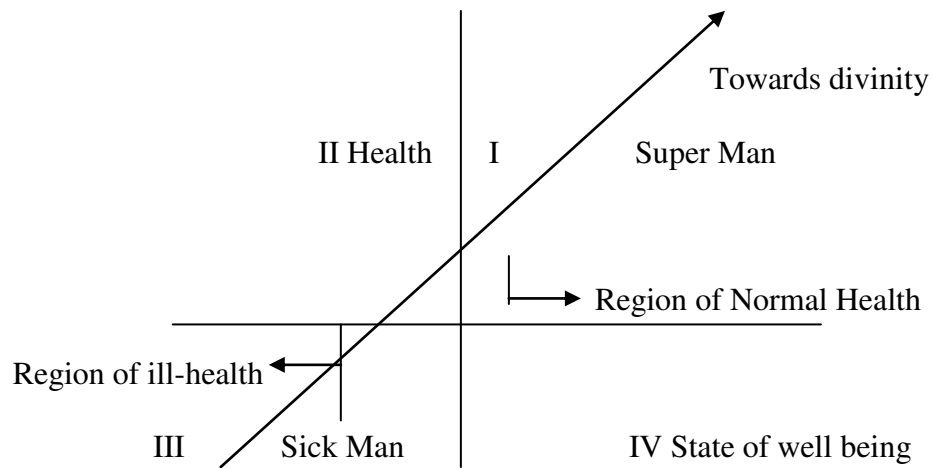 Towards divinity
II Health I Super Man
Region of Normal Health
Region of ill-health
III Sick Man IV State of well being